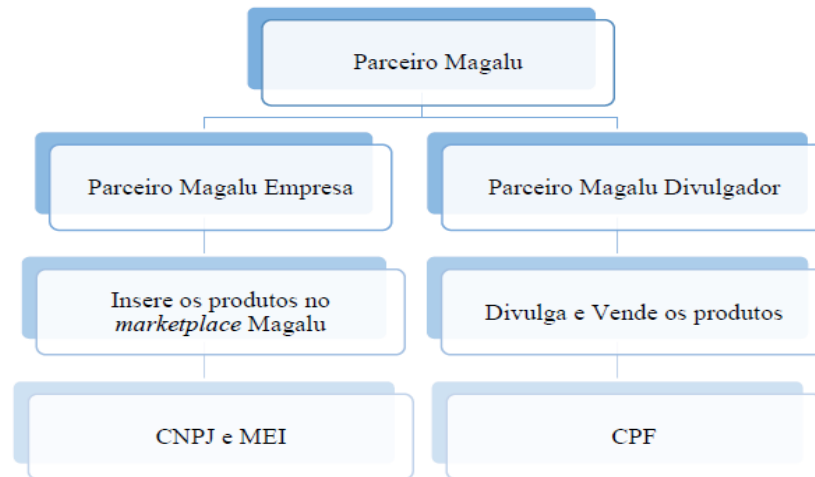 Parceiro Magalu
Parceiro Magalu Empresa
Parceiro Magalu Divulgador
Insere os produtos no
marketplace Magalu
Divulga e Vende os produtos
CNPJ e MEI
CPF